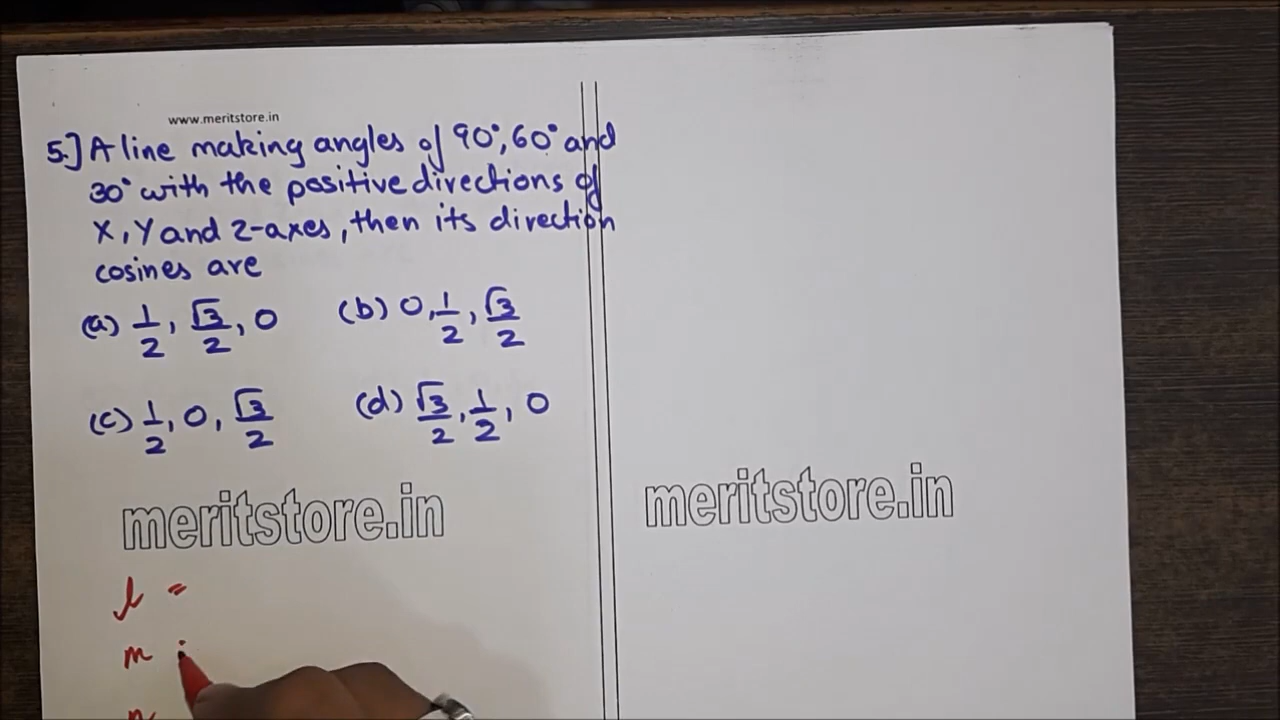 www.meritstore.in
5.] A line making angles of 90°, 60° and
30° with the positive directions of
X, Y and Z-axes, then its direction
cosines are
(a) 1/2, √3/2, 0 (b) 0, 1/2, √3/2
(c) 1/2, 0, √3/2 (d) √3/2, 1/2, 0
meritstore.in meritstore.in
l =
m
n